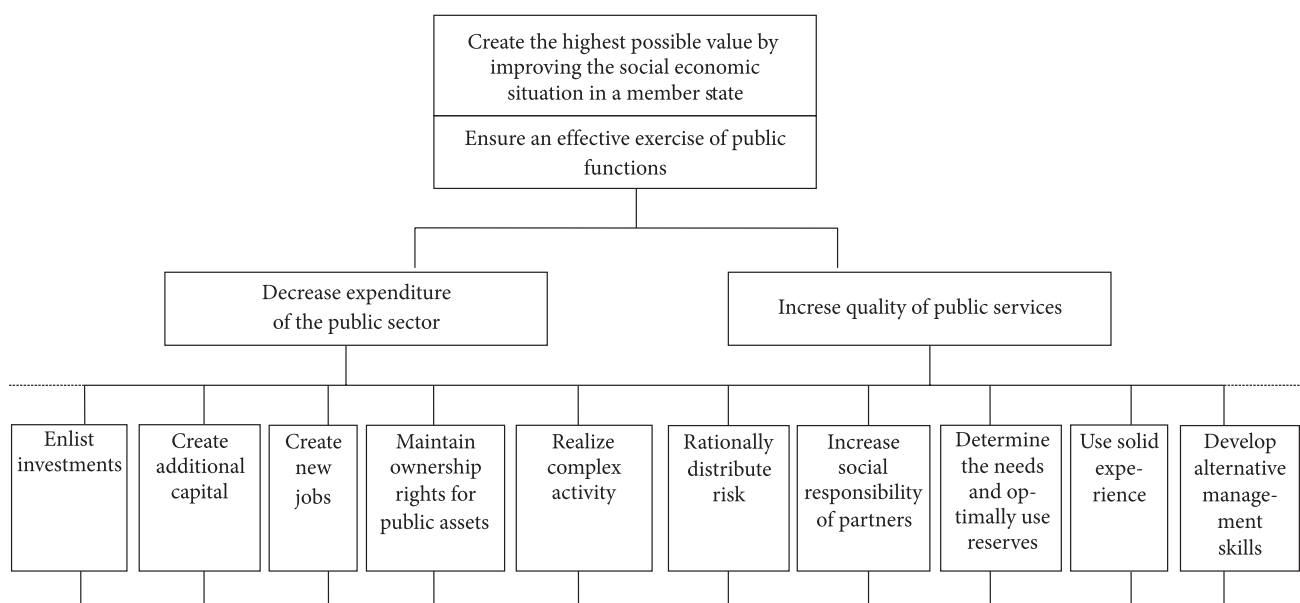 Create the highest possible value by
improving the social economic
situation in a member state
Ensure an effective exercise of public
functions
Decrease expenditure
of the public sector
Increse quality of public services
Enlist
investments
Create
additional
capital
Create
new
jobs
Maintain
ownership
rights for
public assets
Realize
complex
activity
Rationally
distribute
risk
Increase
social
responsibility
of partners
Determine
the needs
and op-
timally use
reserves
Use solid
expe-
rience
Develop
alternative
manage-
ment
skills